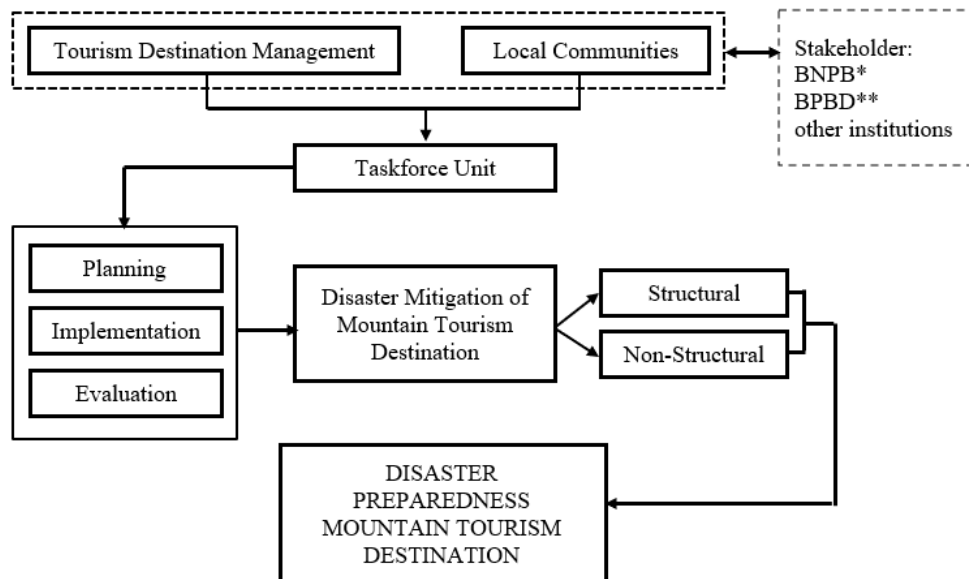 Tourism Destination Management
Local Communities
Stakeholder:
BNPB*
BPBD**
other institutions
Taskforce Unit
Planning
Implementation
Evaluation
Disaster Mitigation of
Mountain Tourism
Destination
Structural
Non-Structural
DISASTER
PREPAREDNESS
MOUNTAIN TOURISM
DESTINATION